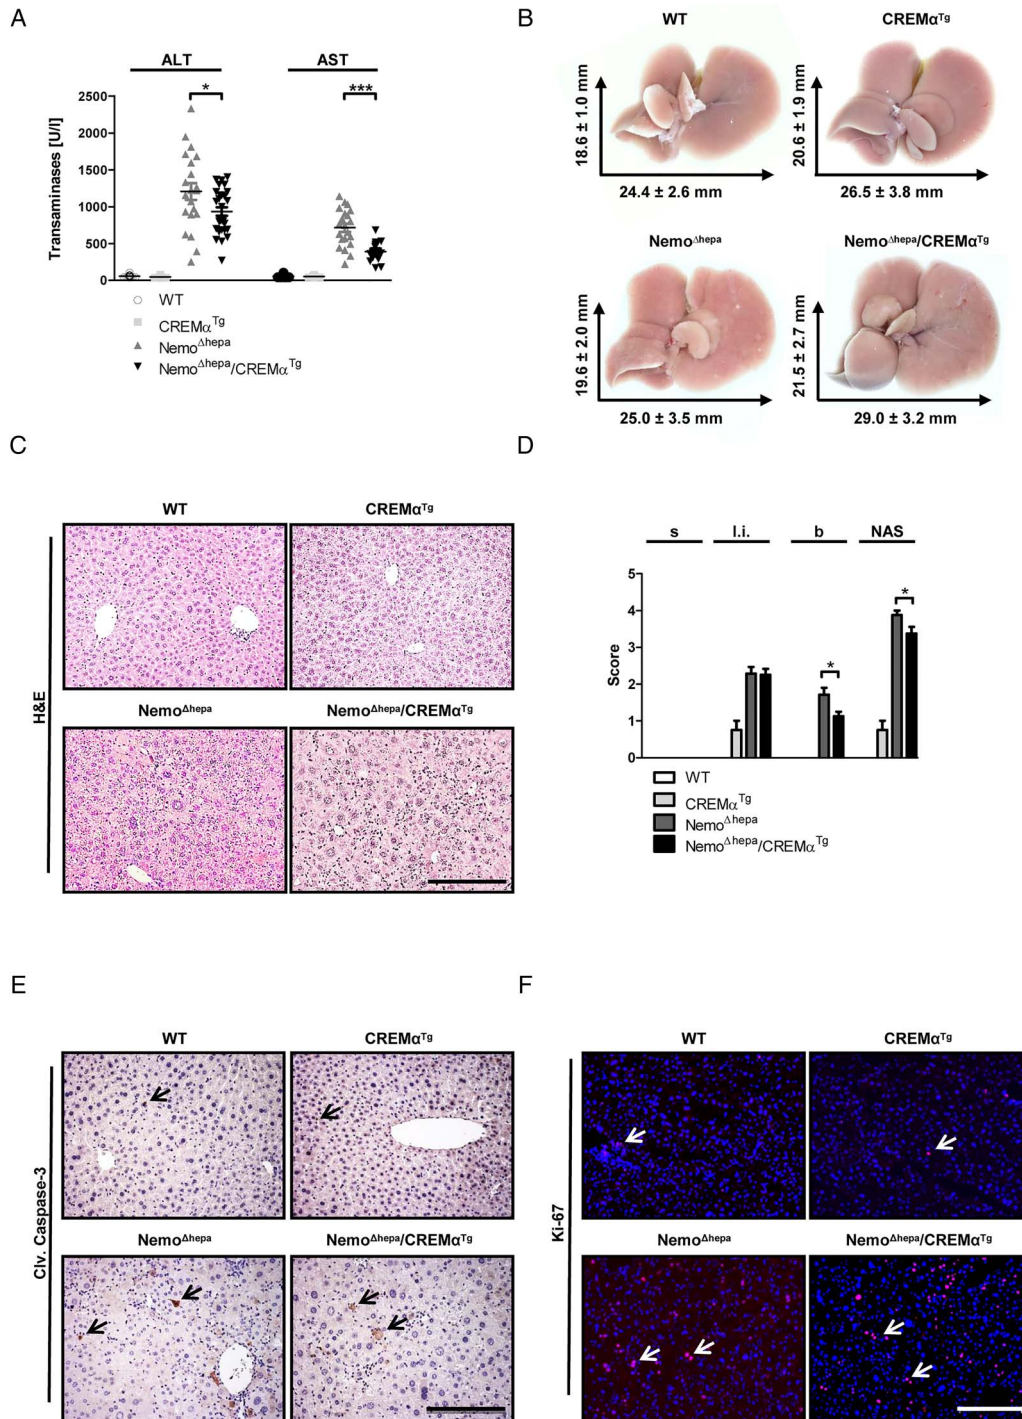 A
ALT AST
* ***
Transaminases [U/l]
2500
2000
1500
1000
500
0
WT
CREMα^Tg
Nemo^Δhepa
Nemo^Δhepa/CREMα^Tg
B
WT CREMα^Tg
18.6 ± 1.0 mm
24.4 ± 2.6 mm
20.6 ± 1.9 mm
26.5 ± 3.8 mm
Nemo^Δhepa Nemo^Δhepa/CREMα^Tg
19.6 ± 2.0 mm
25.0 ± 3.5 mm
21.5 ± 2.7 mm
29.0 ± 3.2 mm
C
WT CREMα^Tg
H&E
Nemo^Δhepa Nemo^Δhepa/CREMα^Tg
D
s l.i. b NAS
* *
Score
5
4
3
2
1
0
WT
CREMα^Tg
Nemo^Δhepa
Nemo^Δhepa/CREMα^Tg
E
WT CREMα^Tg
Clv. Caspase-3
Nemo^Δhepa Nemo^Δhepa/CREMα^Tg
F
WT CREMα^Tg
Ki-67
Nemo^Δhepa Nemo^Δhepa/CREMα^Tg